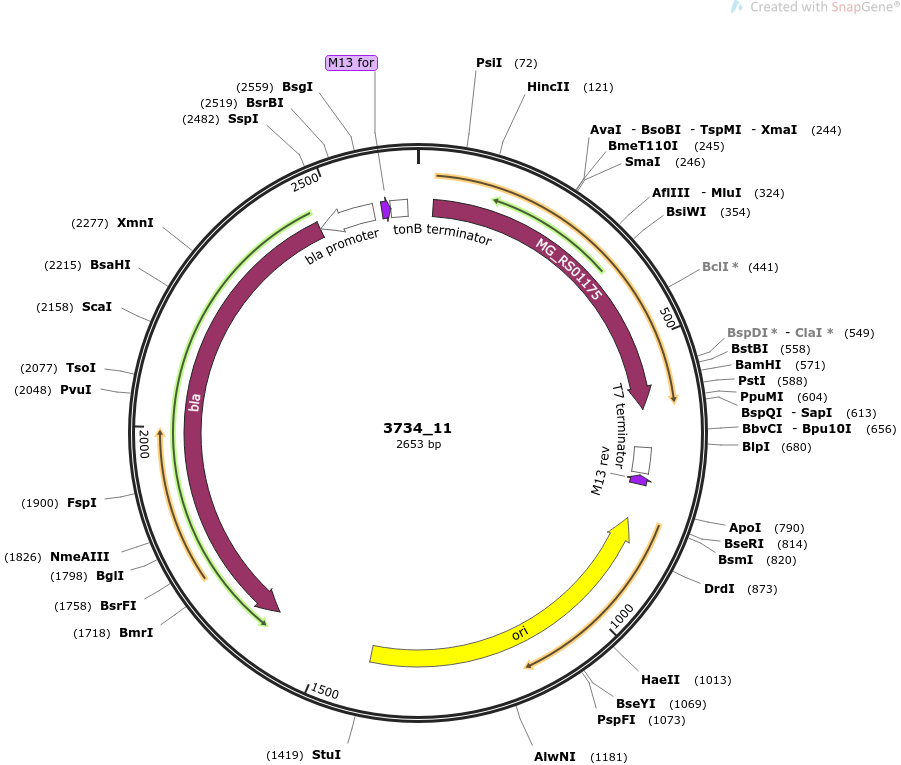 Created with SnapGene®
M13 for
PsiI (72)
HincII (121)
AvaI - BsoBI - TspMI - XmaI (244)
BmeT110I (245)
SmaI (246)
AflIII - MluI (324)
BsiWI (354)
BclI * (441)
500
BspDI * - ClaI * (549)
BstBI (558)
BamHI (571)
PstI (588)
PpuMI (604)
BspQI - SapI (613)
BbvCI - Bpu10I (656)
BlpI (680)
ApoI (790)
BseRI (814)
BsmI (820)
DrdI (873)
1000
HaeII (1013)
BseYI (1069)
PspFI (1073)
AlwNI (1181)
(1419) StuI
1500
(1718) BmrI
(1758) BsrFI
(1798) BglI
(1826) NmeAIII
(1900) FspI
2000
(2048) PvuI
(2077) TsoI
(2158) ScaI
(2215) BsaHI
(2277) XmnI
(2482) SspI
(2519) BsrBI
(2559) BsgI
2500
bla promoter
tonB terminator
MG_RS01175
T7 terminator
M13 rev
ori
bla
3734_11
2653 bp